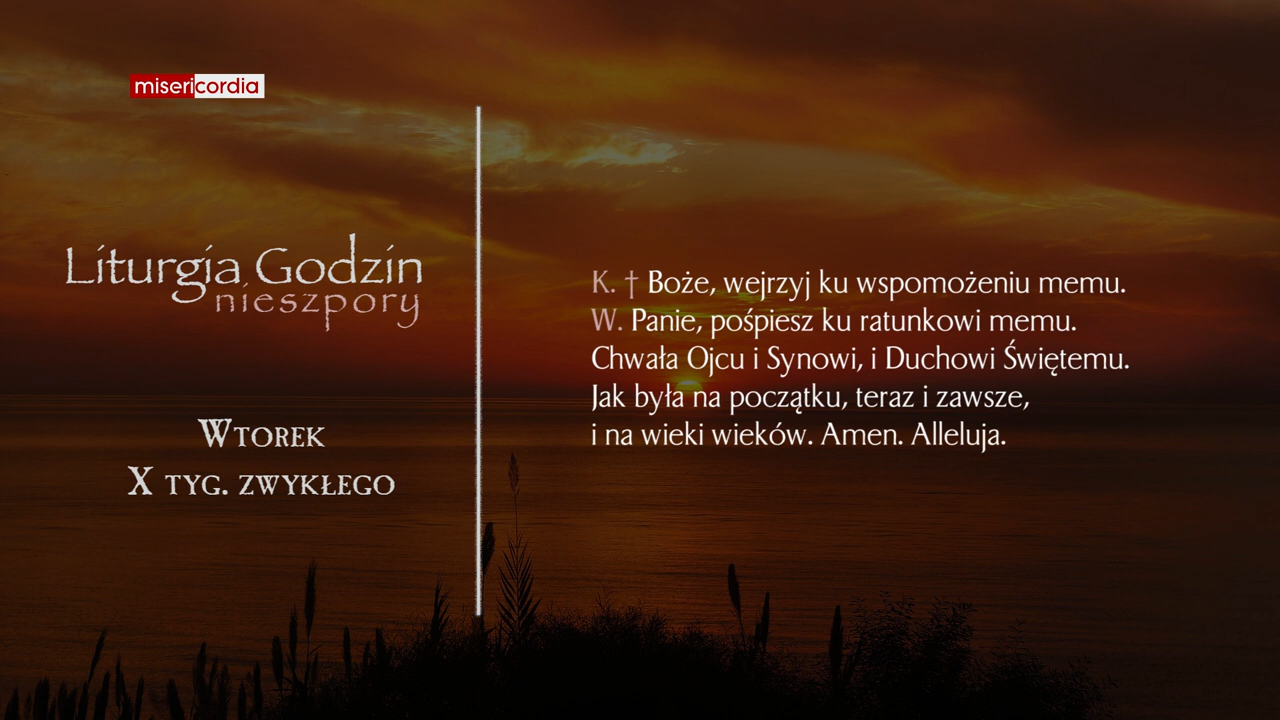 misericordia
Liturgia Godzin
nieszpory
Wtorek
X tyg. zwykłego
K. † Boże, wejrzyj ku wspomożeniu memu.
W. Panie, pośpiesz ku ratunkowi memu.
Chwała Ojcu i Synowi, i Duchowi Świętemu.
Jak była na początku, teraz i zawsze,
i na wieki wieków. Amen. Alleluja.